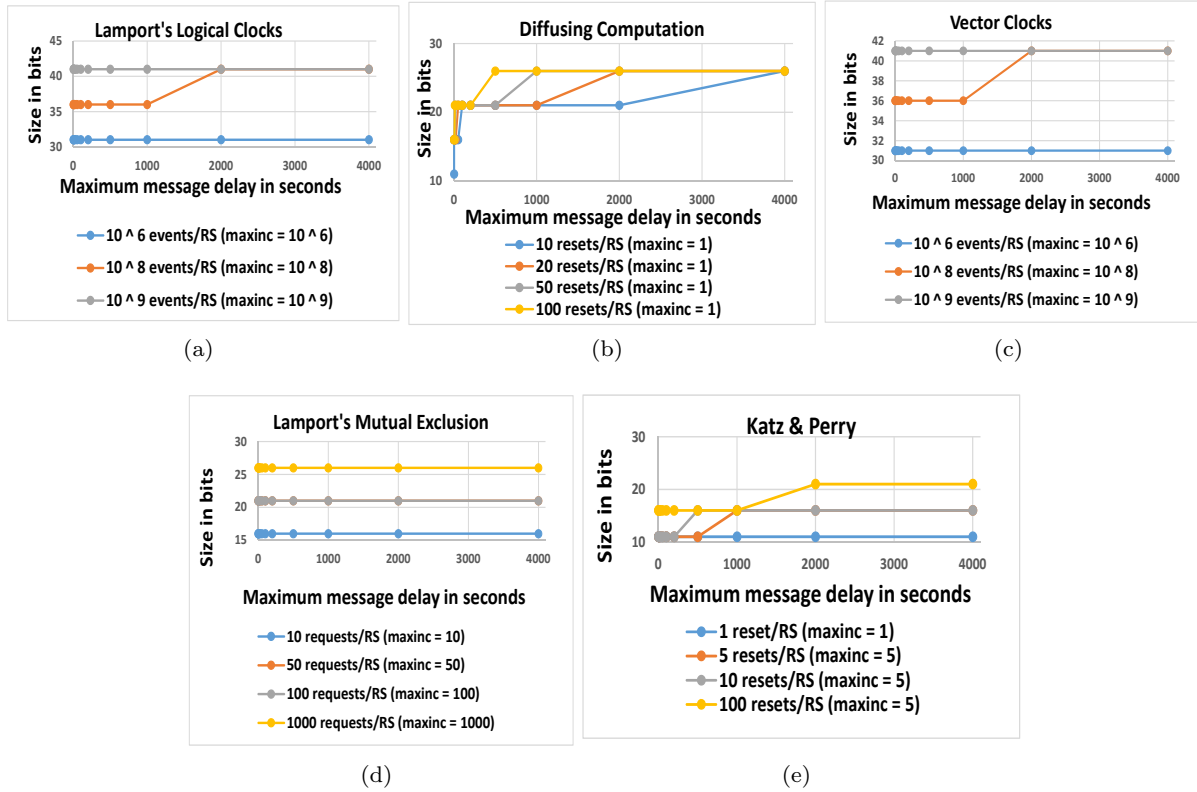 Lamport's Logical Clocks
Size in bits
46
41
36
31
0 1000 2000 3000 4000
Maximum message delay in seconds
10 ^ 6 events/RS (maxinc = 10 ^ 6)
10 ^ 8 events/RS (maxinc = 10 ^ 8)
10 ^ 9 events/RS (maxinc = 10 ^ 9)
(a)
Diffusing Computation
Size in bits
30
20
10
0 1000 2000 3000 4000
Maximum message delay in seconds
10 resets/RS (maxinc = 1)
20 resets/RS (maxinc = 1)
50 resets/RS (maxinc = 1)
100 resets/RS (maxinc = 1)
(b)
Vector Clocks
Size in bits
42
40
38
36
34
32
30
0 1000 2000 3000 4000
Maximum message delay in seconds
10 ^ 6 events/RS (maxinc = 10 ^ 6)
10 ^ 8 events/RS (maxinc = 10 ^ 8)
10 ^ 9 events/RS (maxinc = 10 ^ 9)
(c)
Lamport's Mutual Exclusion
Size in bits
30
25
20
15
0 1000 2000 3000 4000
Maximum message delay in seconds
10 requests/RS (maxinc = 10)
50 requests/RS (maxinc = 50)
100 requests/RS (maxinc = 100)
1000 requests/RS (maxinc = 1000)
(d)
Katz & Perry
Size in bits
30
20
10
0 1000 2000 3000 4000
Maximum message delay in seconds
1 reset/RS (maxinc = 1)
5 resets/RS (maxinc = 5)
10 resets/RS (maxinc = 5)
100 resets/RS (maxinc = 5)
(e)